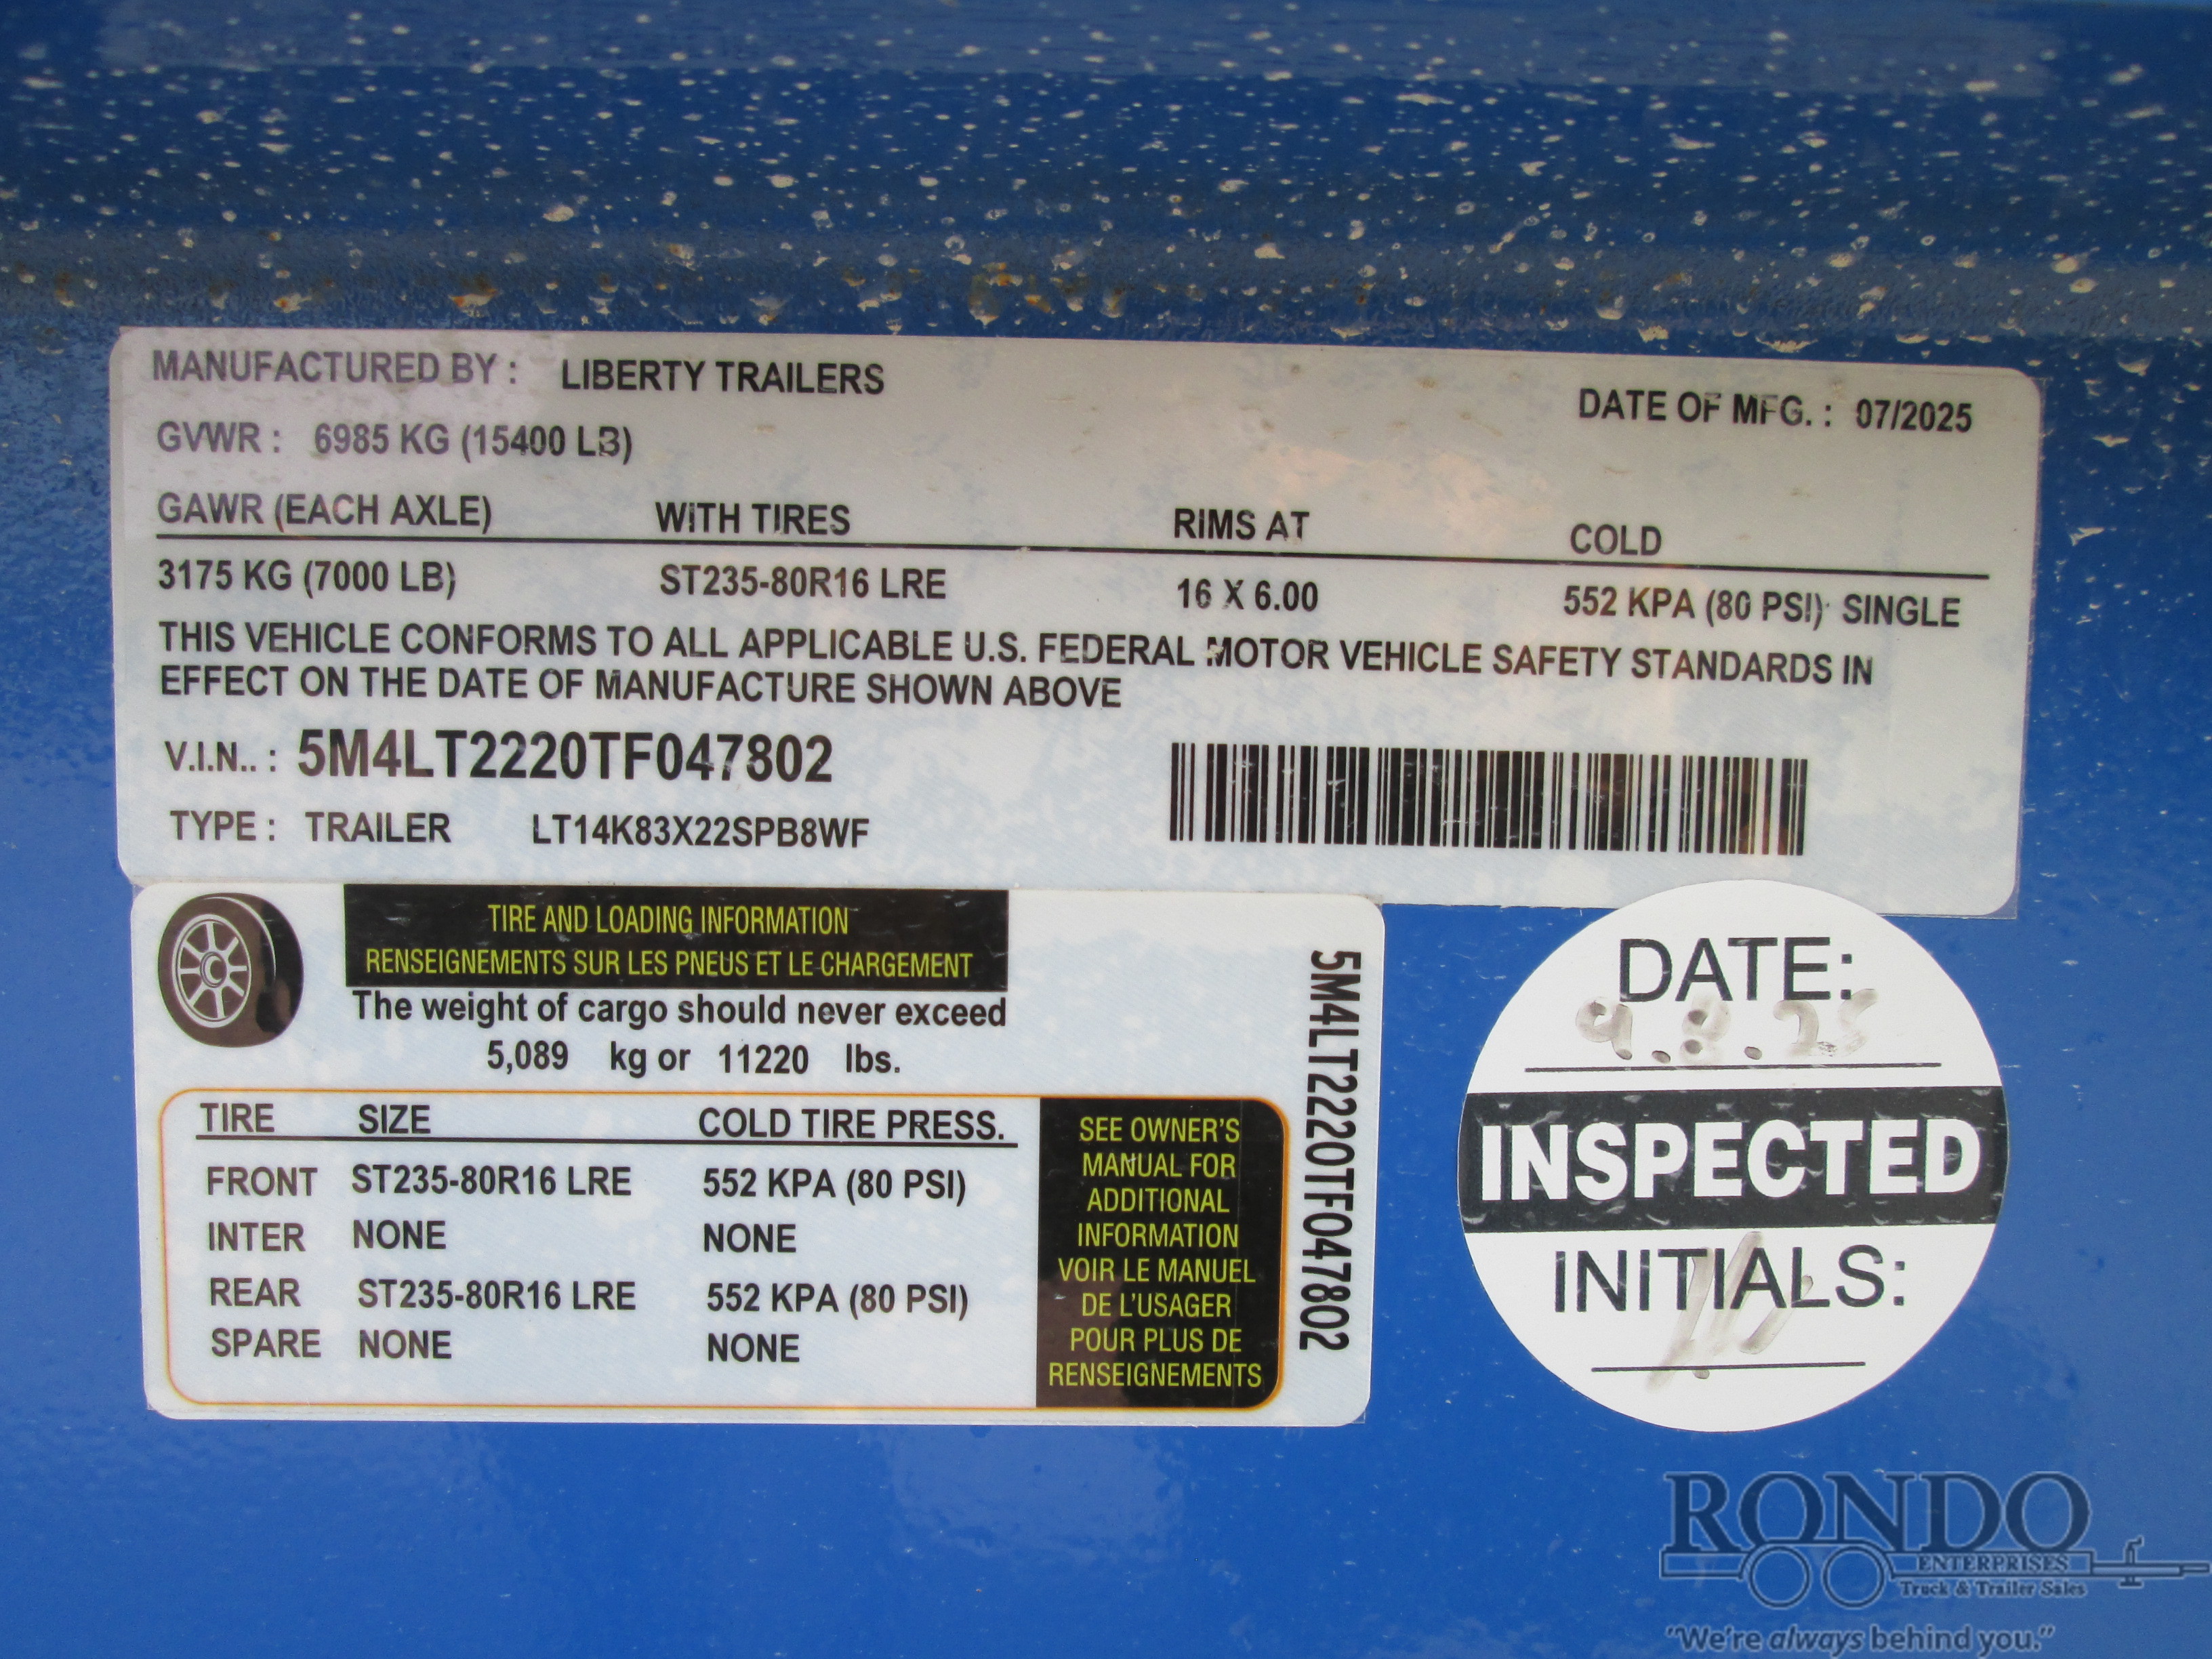 MANUFACTURED BY : LIBERTY TRAILERS
DATE OF MFG. : 07/2025
GVWR : 6985 KG (15400 LB)
GAWR (EACH AXLE) WITH TIRES RIMS AT COLD
3175 KG (7000 LB) ST235-80R16 LRE 16 X 6.00 552 KPA (80 PSI) SINGLE
THIS VEHICLE CONFORMS TO ALL APPLICABLE U.S. FEDERAL MOTOR VEHICLE SAFETY STANDARDS IN
EFFECT ON THE DATE OF MANUFACTURE SHOWN ABOVE
V.I.N.. : 5M4LT2220TF047802
TYPE : TRAILER LT14K83X22SPB8WF
TIRE AND LOADING INFORMATION
RENSEIGNEMENTS SUR LES PNEUS ET LE CHARGEMENT
The weight of cargo should never exceed
5,089 kg or 11220 lbs.
TIRE SIZE COLD TIRE PRESS.
FRONT ST235-80R16 LRE 552 KPA (80 PSI)
INTER NONE NONE
REAR ST235-80R16 LRE 552 KPA (80 PSI)
SPARE NONE NONE
SEE OWNER'S
MANUAL FOR
ADDITIONAL
INFORMATION
VOIR LE MANUEL
DE L'USAGER
POUR PLUS DE
RENSEIGNEMENTS
5M4LT2220TF047802
DATE:
9.8.25
INSPECTED
INITIALS:
RONDO
ENTERPRISES
Truck & Trailer Sales
"We're always behind you."